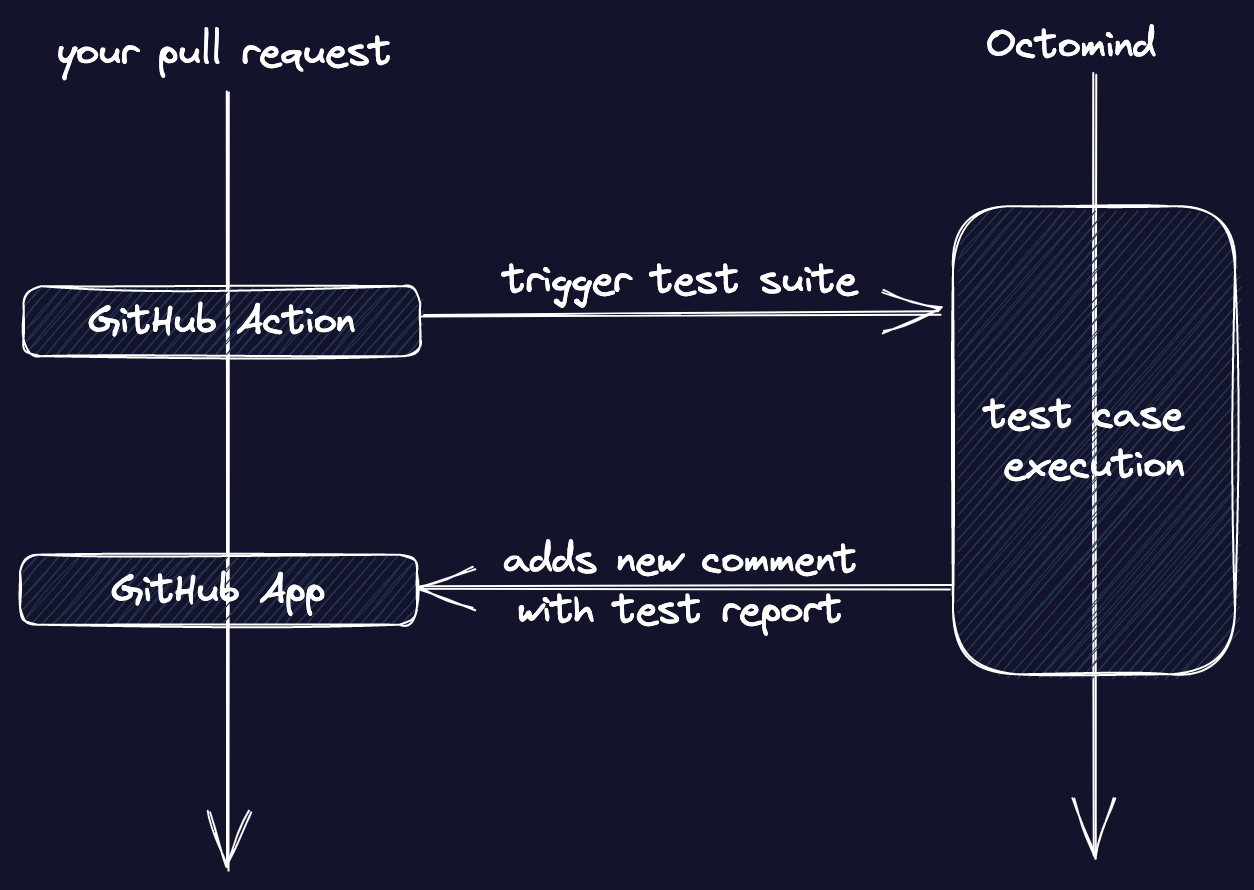 your pull request
Octomind
trigger test suite
GitHub Action
test case
execution
adds new comment
with test report
GitHub App